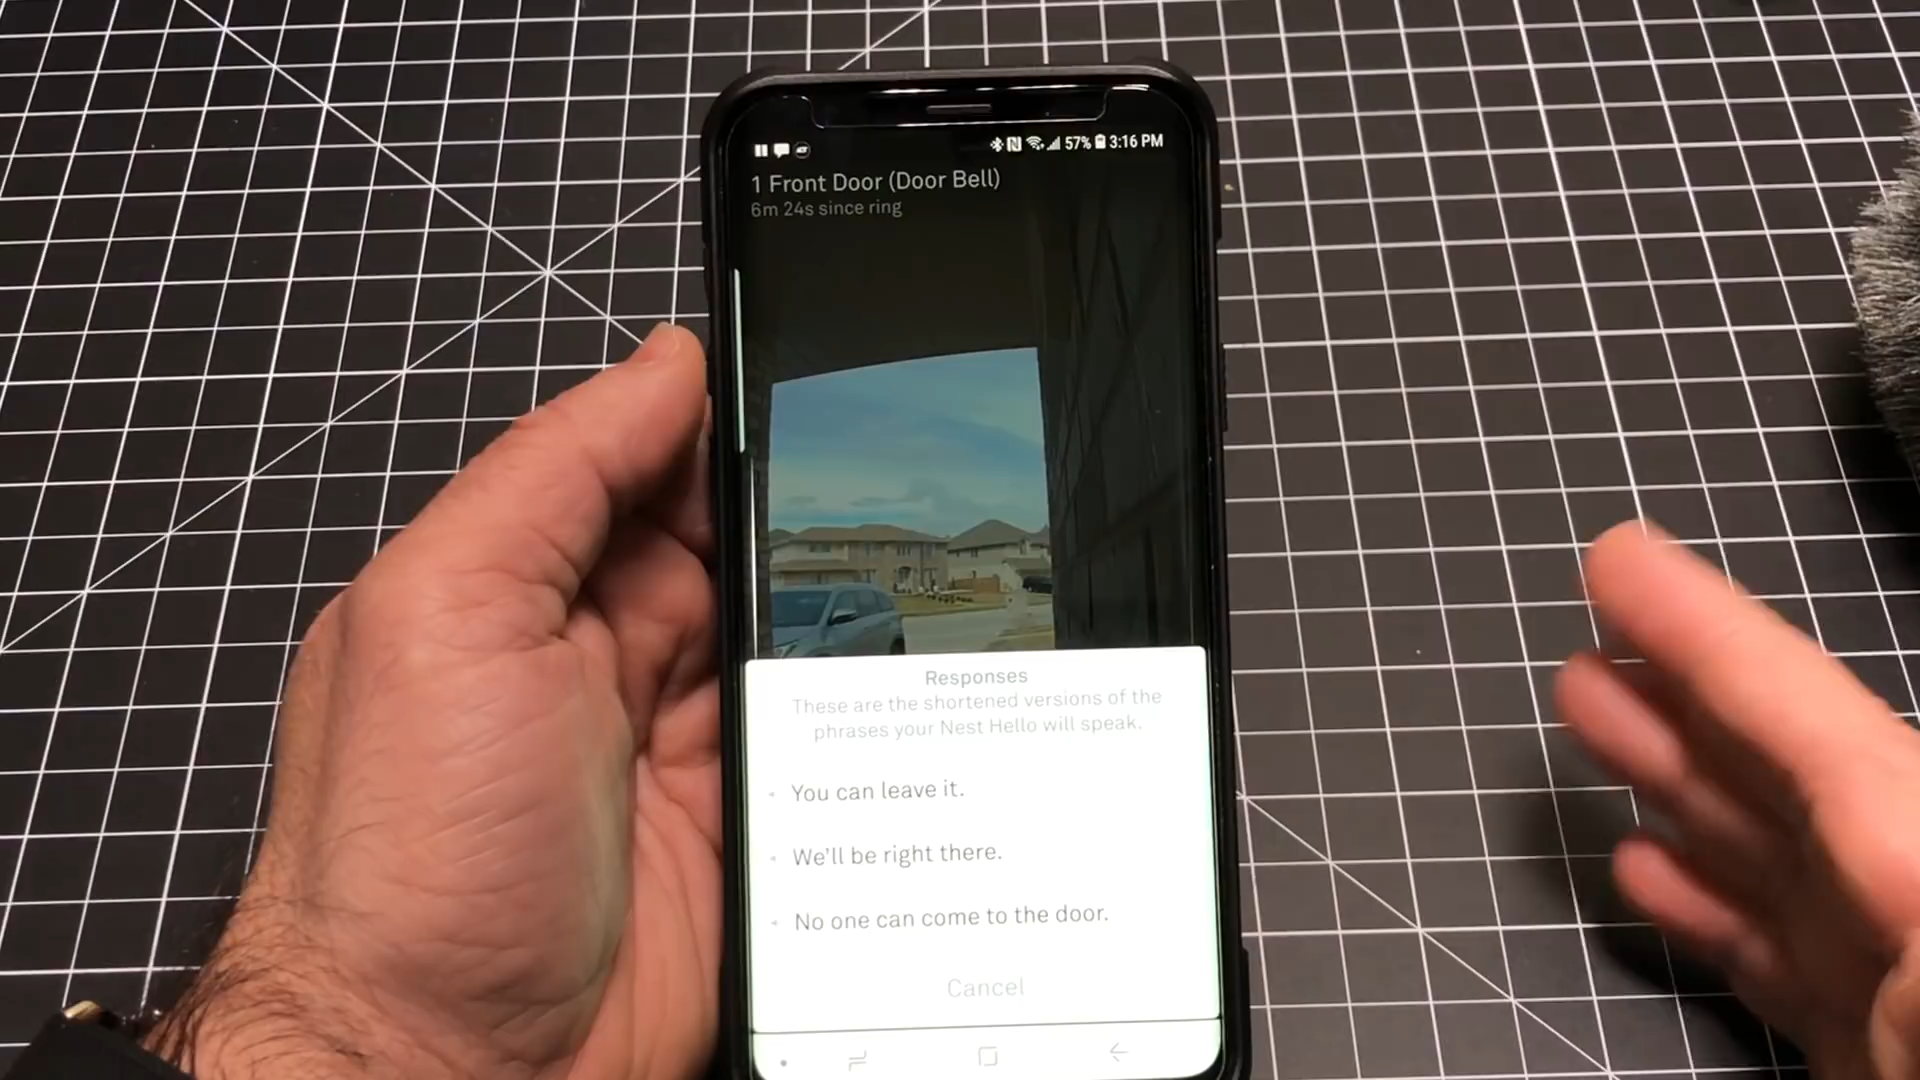 57% 3:16 PM
1 Front Door (Door Bell)
6m 24s since ring
Responses
These are the shortened versions of the
phrases your Nest Hello will speak.
You can leave it.
We'll be right there.
No one can come to the door.
Cancel